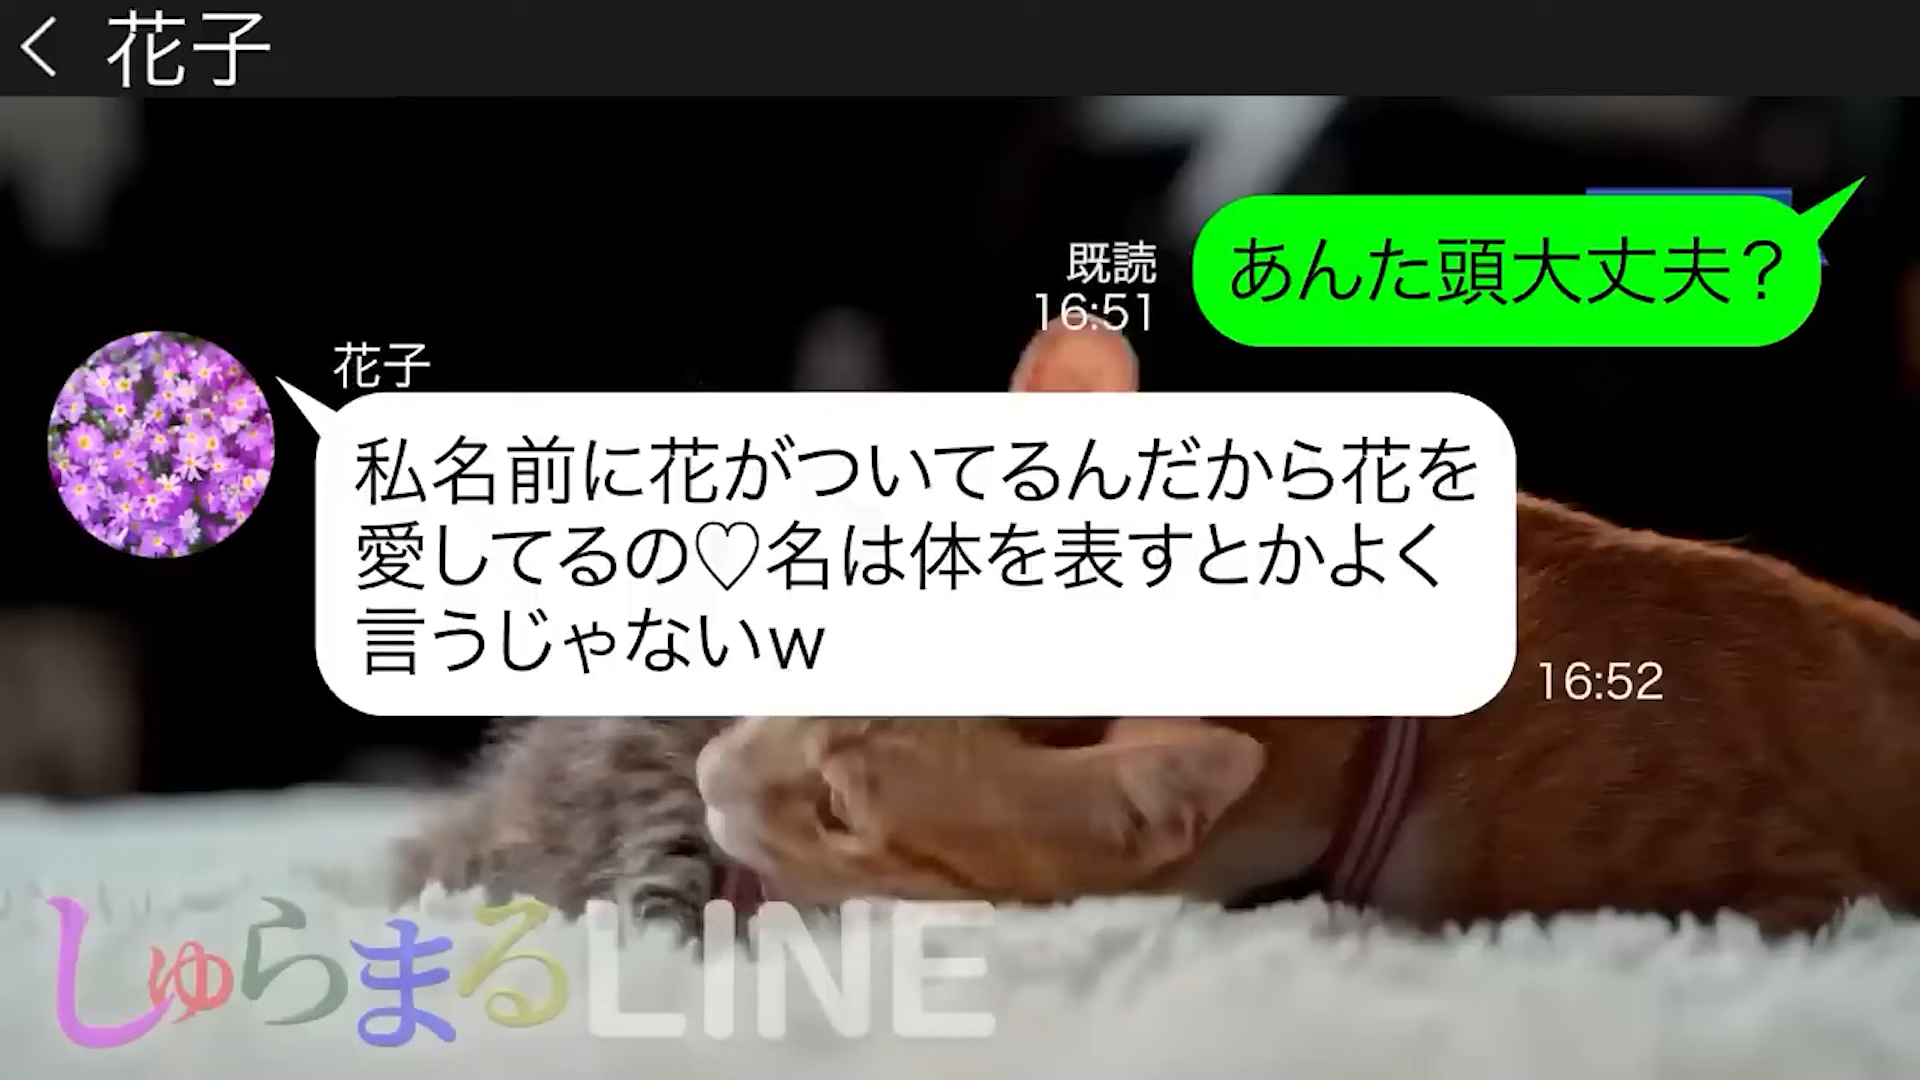 花子
あんた頭大丈夫？
既読
16:51
花子
私名前に花がついてるんだから花を
愛してるの♡名は体を表すとかよく
言うじゃないw
16:52
しゅらまるLINE